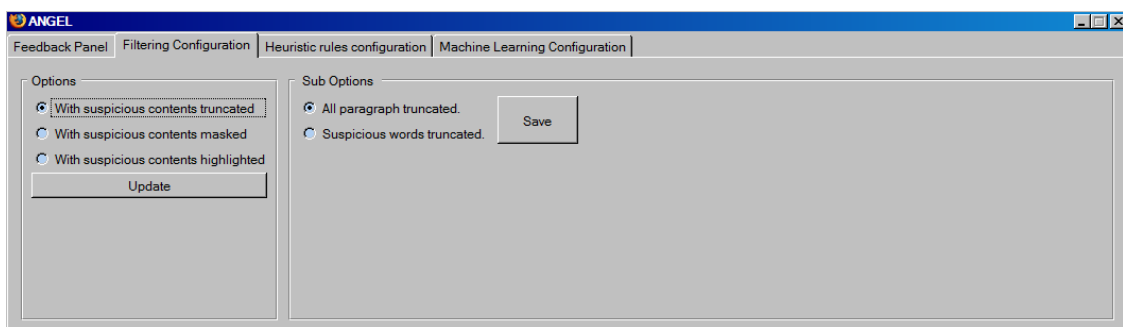 ANGEL
Feedback Panel Filtering Configuration Heuristic rules configuration Machine Learning Configuration
Options
With suspicious contents truncated
With suspicious contents masked
With suspicious contents highlighted
Update
Sub Options
All paragraph truncated.
Suspicious words truncated.
Save